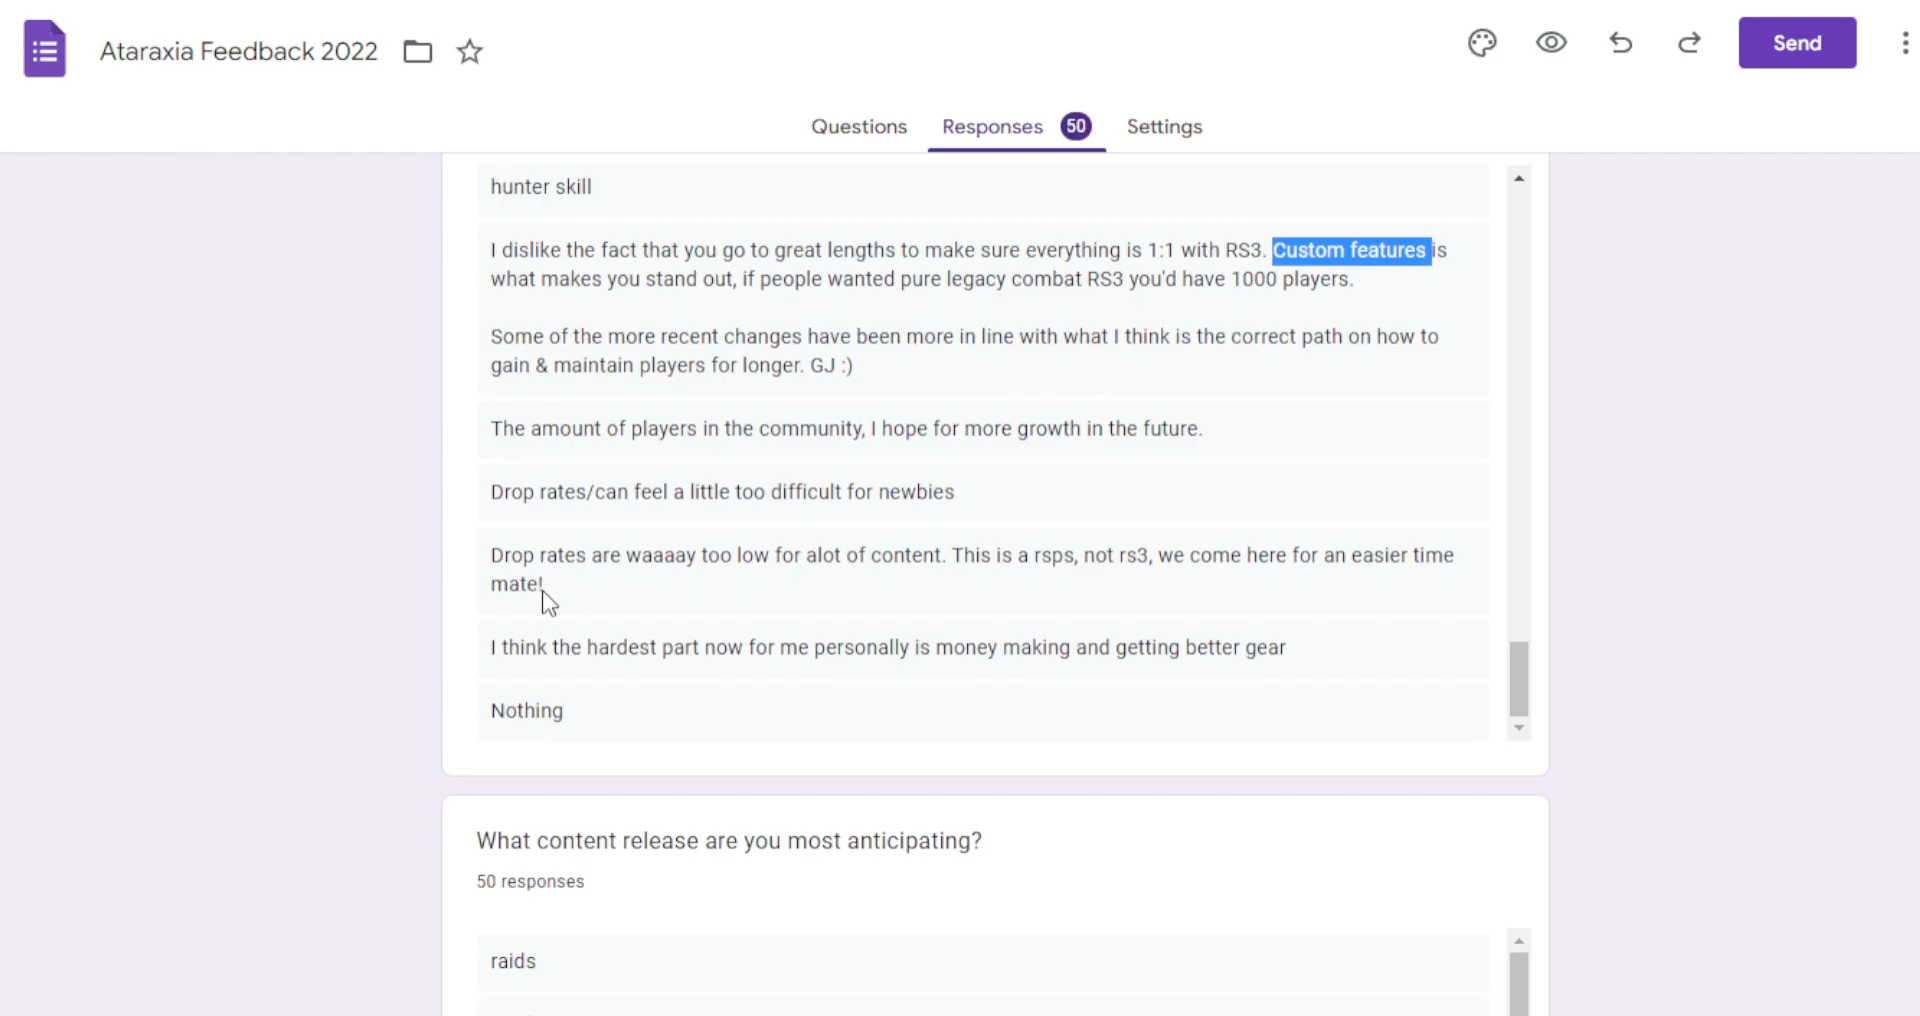 Ataraxia Feedback 2022
Send
Questions
Responses 50
Settings
hunter skill
I dislike the fact that you go to great lengths to make sure everything is 1:1 with RS3. Custom features is
what makes you stand out, if people wanted pure legacy combat RS3 you'd have 1000 players.
Some of the more recent changes have been more in line with what I think is the correct path on how to
gain & maintain players for longer. GJ :)
The amount of players in the community, I hope for more growth in the future.
Drop rates/can feel a little too difficult for newbies
Drop rates are waaaay too low for alot of content. This is a rsps, not rs3, we come here for an easier time
mate!
I think the hardest part now for me personally is money making and getting better gear
Nothing
What content release are you most anticipating?
50 responses
raids